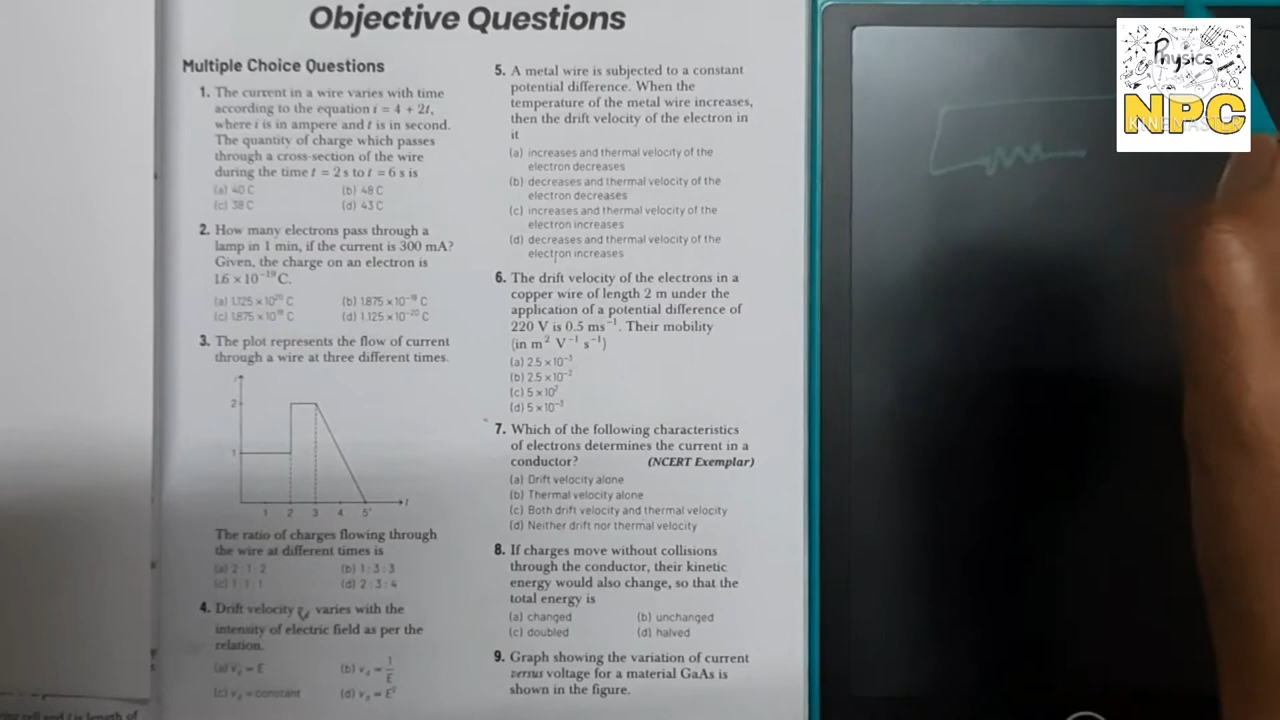 Objective Questions
Multiple Choice Questions
1. The current in a wire varies with time
according to the equation i = 4 + 2t,
where i is in ampere and t is in second.
The quantity of charge which passes
through a cross-section of the wire
during the time t = 2 s to t = 6 s is
(a) 40 C (b) 48 C
(c) 38 C (d) 43 C
2. How many electrons pass through a
lamp in 1 min, if the current is 300 mA?
Given, the charge on an electron is
1.6 × 10⁻¹⁹ C.
(a) 1.125 × 10²⁰ C (b) 1.875 × 10⁻¹⁸ C
(c) 1.875 × 10¹⁸ C (d) 1.125 × 10⁻²⁰ C
3. The plot represents the flow of current
through a wire at three different times.
2
1
t
1 2 3 4 5
The ratio of charges flowing through
the wire at different times is
(a) 2 : 1 : 2 (b) 1 : 3 : 3
(c) 1 : 1 : 1 (d) 2 : 3 : 4
4. Drift velocity varies with the
intensity of electric field as per the
relation.
(a) v_d ∝ E (b) v_d ∝ 1/E
(c) v_d = constant (d) v_d ∝ E²
5. A metal wire is subjected to a constant
potential difference. When the
temperature of the metal wire increases,
then the drift velocity of the electron in
it
(a) increases and thermal velocity of the
electron decreases
(b) decreases and thermal velocity of the
electron decreases
(c) increases and thermal velocity of the
electron increases
(d) decreases and thermal velocity of the
electron increases
6. The drift velocity of the electrons in a
copper wire of length 2 m under the
application of a potential difference of
220 V is 0.5 ms⁻¹. Their mobility
(in m² V⁻¹ s⁻¹)
(a) 2.5 × 10⁻³
(b) 2.5 × 10⁻²
(c) 5 × 10²
(d) 5 × 10⁻³
7. Which of the following characteristics
of electrons determines the current in a
conductor? (NCERT Exemplar)
(a) Drift velocity alone
(b) Thermal velocity alone
(c) Both drift velocity and thermal velocity
(d) Neither drift nor thermal velocity
8. If charges move without collisions
through the conductor, their kinetic
energy would also change, so that the
total energy is
(a) changed (b) unchanged
(c) doubled (d) halved
9. Graph showing the variation of current
versus voltage for a material GaAs is
shown in the figure.
Physics
NPC
KINEMASTER